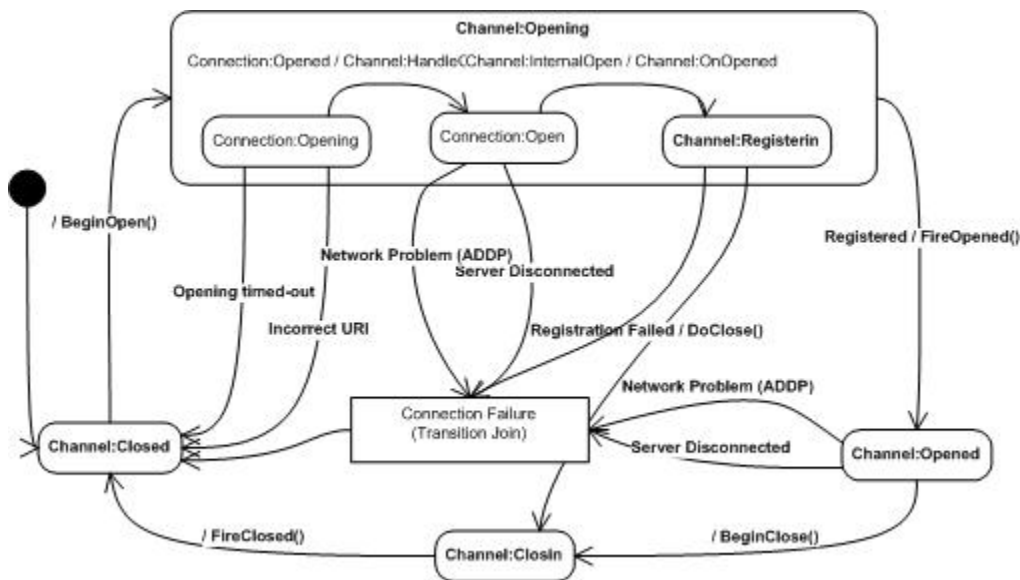 Channel:Opening
Connection:Opened / Channel:HandleO
Channel:InternalOpen / Channel:OnOpened
Connection:Opening
Connection:Open
Channel:Registerin
/ BeginOpen()
Registered / FireOpened()
Network Problem (ADDP)
Server Disconnected
Opening timed-out
Incorrect URI
Registration Failed / DoClose()
Network Problem (ADDP)
Connection Failure
(Transition Join)
Channel:Closed
Server Disconnected
Channel:Opened
/ FireClosed()
/ BeginClose()
Channel:ClosIn